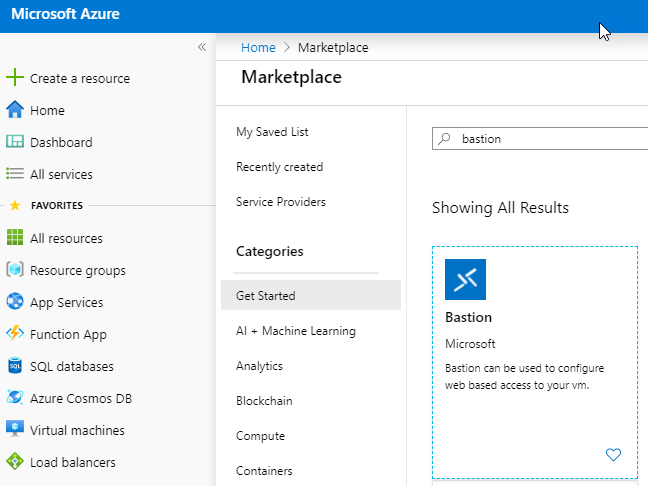 Microsoft Azure
«
Create a resource
Home
Dashboard
All services
FAVORITES
All resources
Resource groups
App Services
Function App
SQL databases
Azure Cosmos DB
Virtual machines
Load balancers
Home > Marketplace
Marketplace
My Saved List
Recently created
Service Providers
Categories
Get Started
AI + Machine Learning
Analytics
Blockchain
Compute
Containers
bastion
Showing All Results
Bastion
Microsoft
Bastion can be used to configure
web based access to your vm.